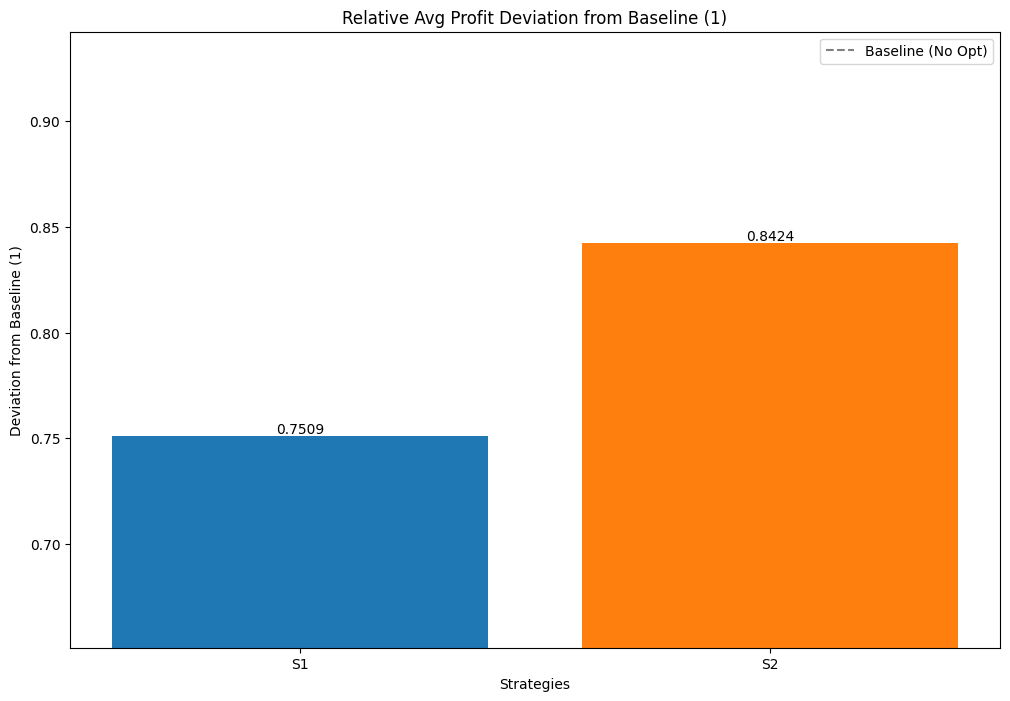 Relative Avg Profit Deviation from Baseline (1)
Baseline (No Opt)
0.90
0.85
0.80
0.75
0.70
Deviation from Baseline (1)
0.7509
0.8424
S1
S2
Strategies